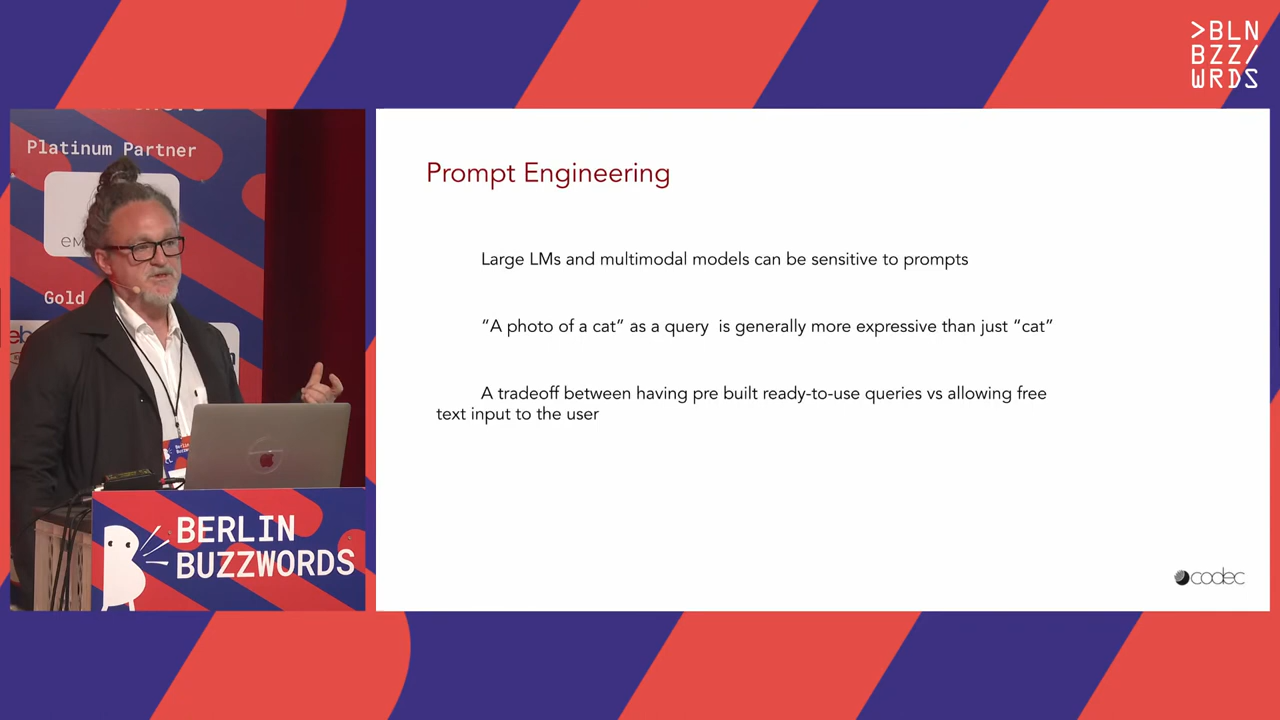 >BLN
BZZ/
WRDS
Platinum Partner
Gold
Prompt Engineering
Large LMs and multimodal models can be sensitive to prompts
“A photo of a cat” as a query is generally more expressive than just “cat”
A tradeoff between having pre built ready-to-use queries vs allowing free
text input to the user
codec
BERLIN
BUZZWORDS